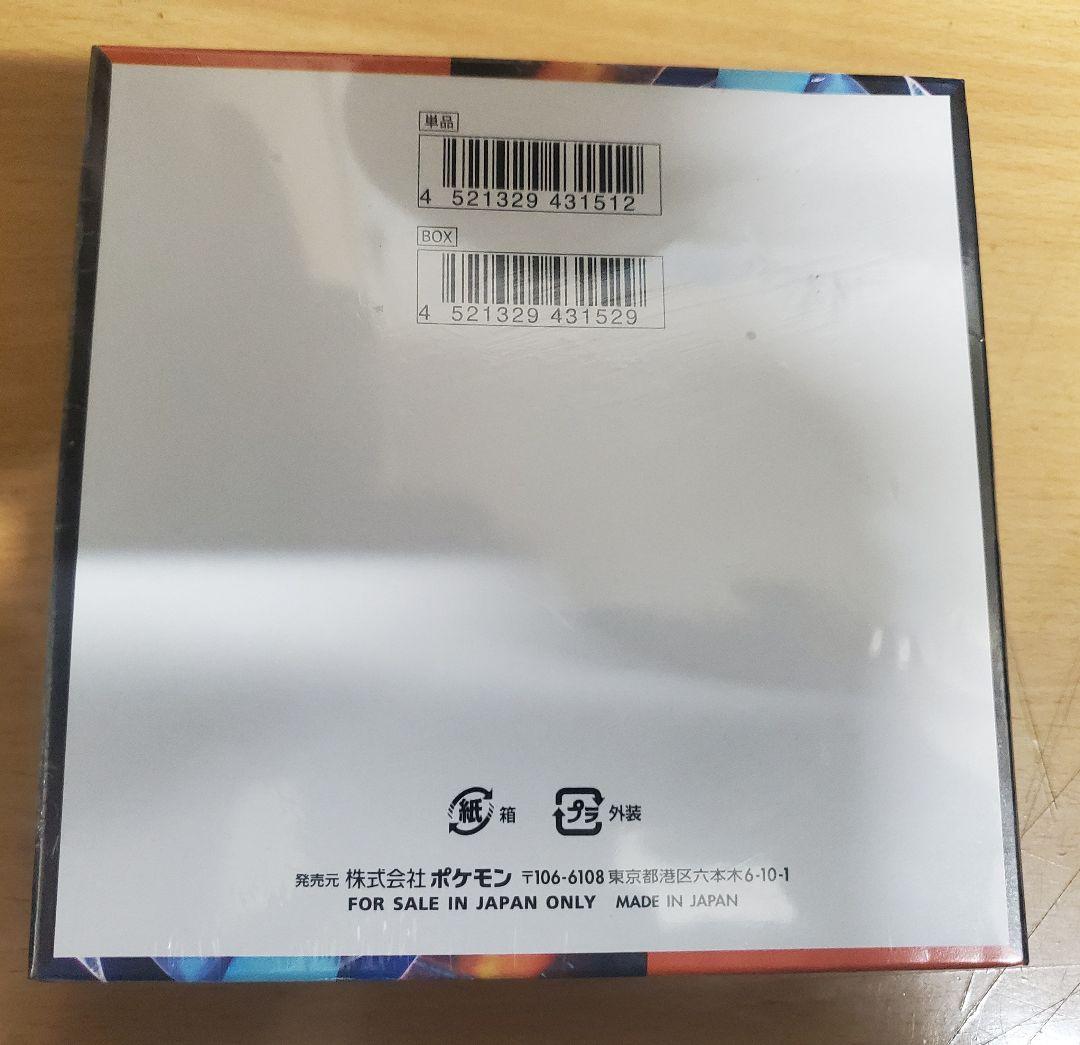 単品
4 521329 431512
BOX
4 521329 431529
紙 箱 プラ 外装
発売元 株式会社ポケモン 〒106-6108 東京都港区六本木6-10-1
FOR SALE IN JAPAN ONLY MADE IN JAPAN